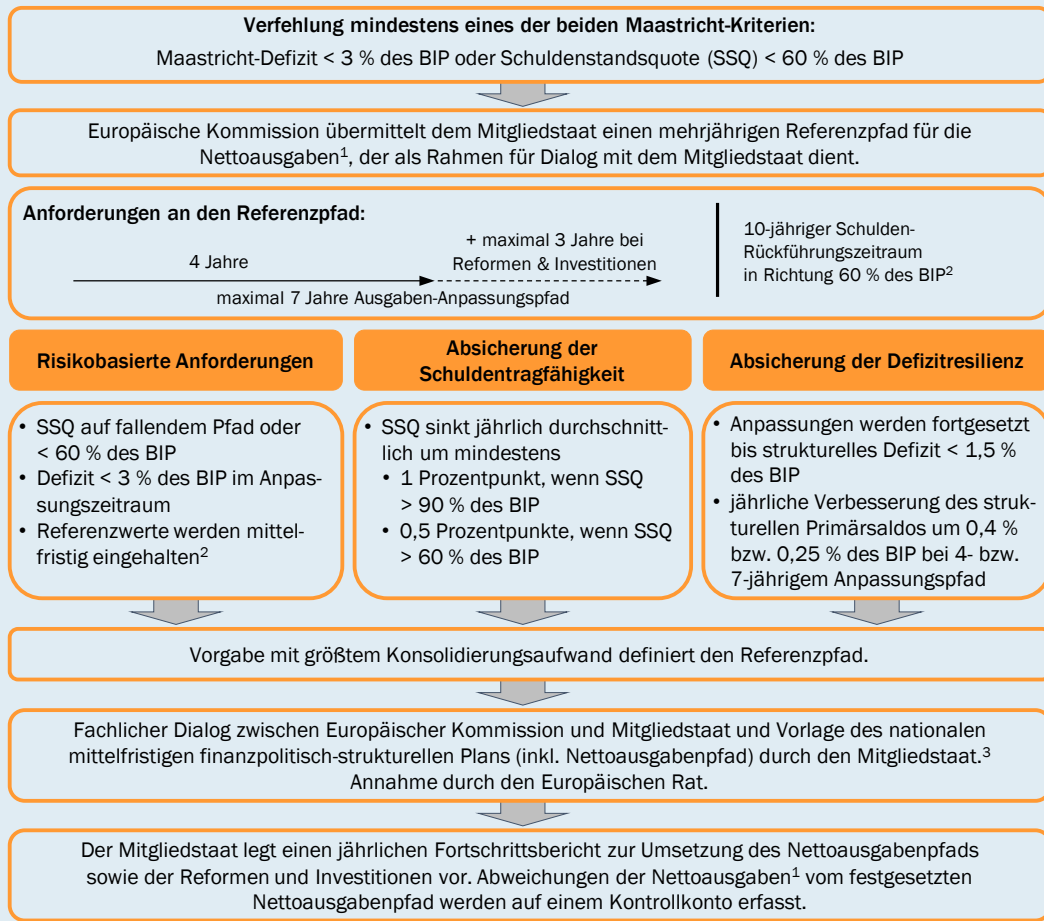 Verfehlung mindestens eines der beiden Maastricht-Kriterien:
Maastricht-Defizit < 3 % des BIP oder Schuldenstandsquote (SSQ) < 60 % des BIP
Europäische Kommission übermittelt dem Mitgliedstaat einen mehrjährigen Referenzpfad für die
Nettoausgaben¹, der als Rahmen für Dialog mit dem Mitgliedstaat dient.
Anforderungen an den Referenzpfad:
4 Jahre
+ maximal 3 Jahre bei
Reformen & Investitionen
maximal 7 Jahre Ausgaben-Anpassungspfad
10-jähriger Schulden-
Rückführungszeitraum
in Richtung 60 % des BIP²
Risikobasierte Anforderungen
• SSQ auf fallendem Pfad oder
< 60 % des BIP
• Defizit < 3 % des BIP im Anpas-
sungszeitraum
• Referenzwerte werden mittel-
fristig eingehalten²
Absicherung der
Schuldentragfähigkeit
• SSQ sinkt jährlich durchschnitt-
lich um mindestens
• 1 Prozentpunkt, wenn SSQ
> 90 % des BIP
• 0,5 Prozentpunkte, wenn SSQ
> 60 % des BIP
Absicherung der Defizitresilienz
• Anpassungen werden fortgesetzt
bis strukturelles Defizit < 1,5 %
des BIP
• jährliche Verbesserung des struk-
turellen Primärsaldos um 0,4 %
bzw. 0,25 % des BIP bei 4- bzw.
7-jährigem Anpassungspfad
Vorgabe mit größtem Konsolidierungsaufwand definiert den Referenzpfad.
Fachlicher Dialog zwischen Europäischer Kommission und Mitgliedstaat und Vorlage des nationalen
mittelfristigen finanzpolitisch-strukturellen Plans (inkl. Nettoausgabenpfad) durch den Mitgliedstaat.³
Annahme durch den Europäischen Rat.
Der Mitgliedstaat legt einen jährlichen Fortschrittsbericht zur Umsetzung des Nettoausgabenpfads
sowie der Reformen und Investitionen vor. Abweichungen der Nettoausgaben¹ vom festgesetzten
Nettoausgabenpfad werden auf einem Kontrollkonto erfasst.